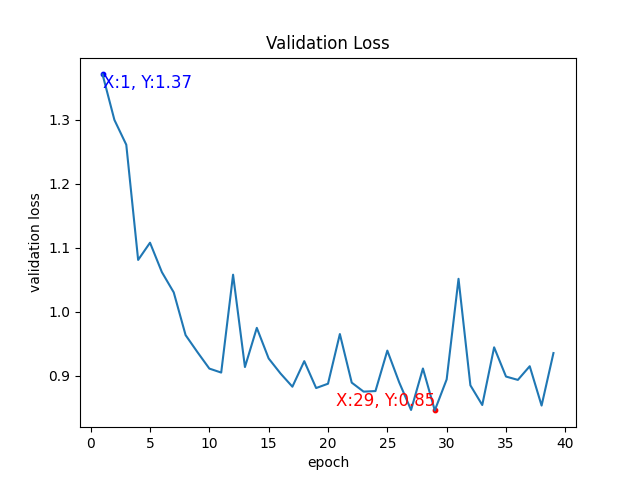 Validation Loss
X:1, Y:1.37
1.3
1.2
1.1
1.0
0.9
validation loss
X:29, Y:0.85
0 5 10 15 20 25 30 35 40
epoch